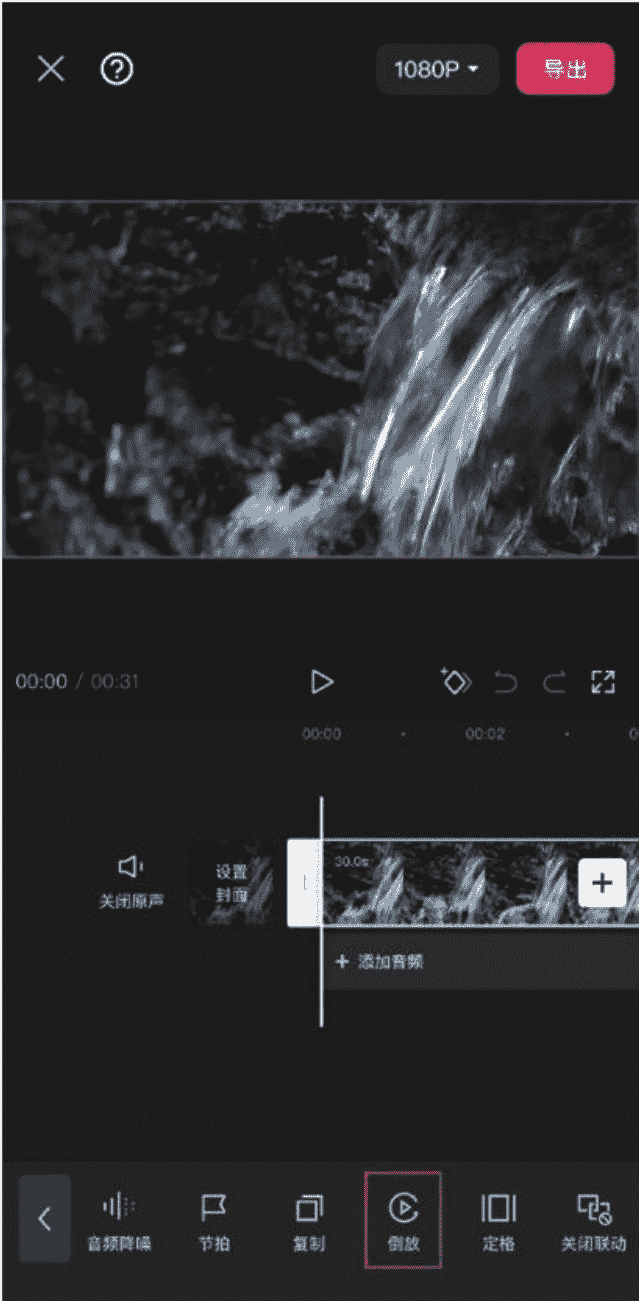 1080P
导出
00:00 / 00:31
00:00
00:02
关闭原声
设置
封面
30.0s
+ 添加音频
音频降噪
节拍
复制
倒放
定格
关闭联动